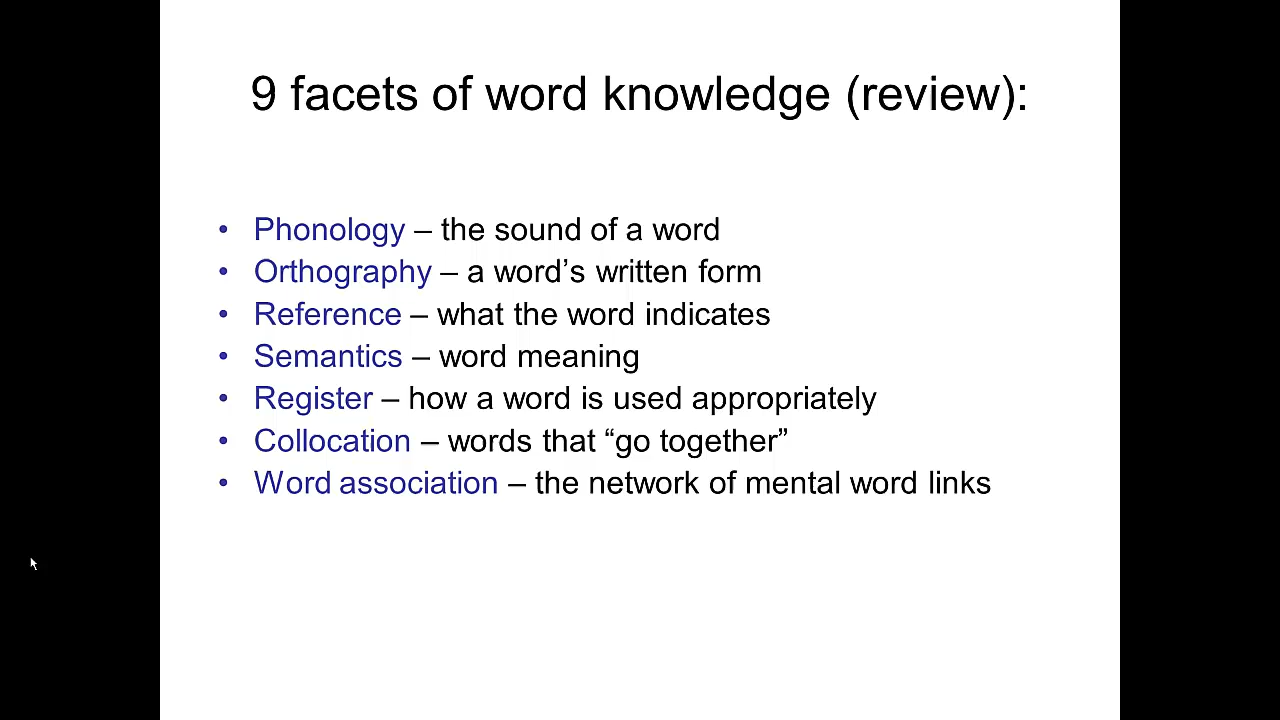 9 facets of word knowledge (review):
• Phonology – the sound of a word
• Orthography – a word’s written form
• Reference – what the word indicates
• Semantics – word meaning
• Register – how a word is used appropriately
• Collocation – words that “go together”
• Word association – the network of mental word links